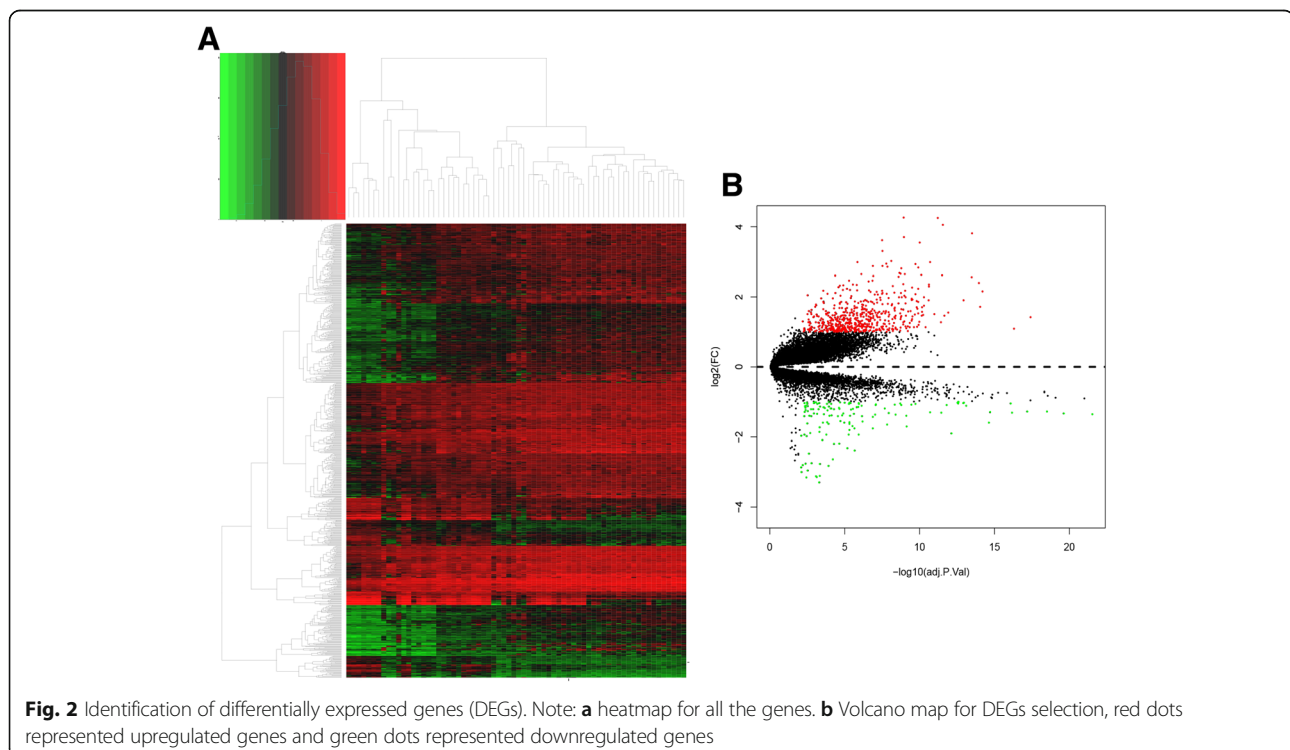 A
B
log2(FC)
4
2
0
−2
−4
0
5
10
15
20
−log10(adj.P.Val)
Fig. 2 Identification of differentially expressed genes (DEGs). Note: a heatmap for all the genes. b Volcano map for DEGs selection, red dots
represented upregulated genes and green dots represented downregulated genes